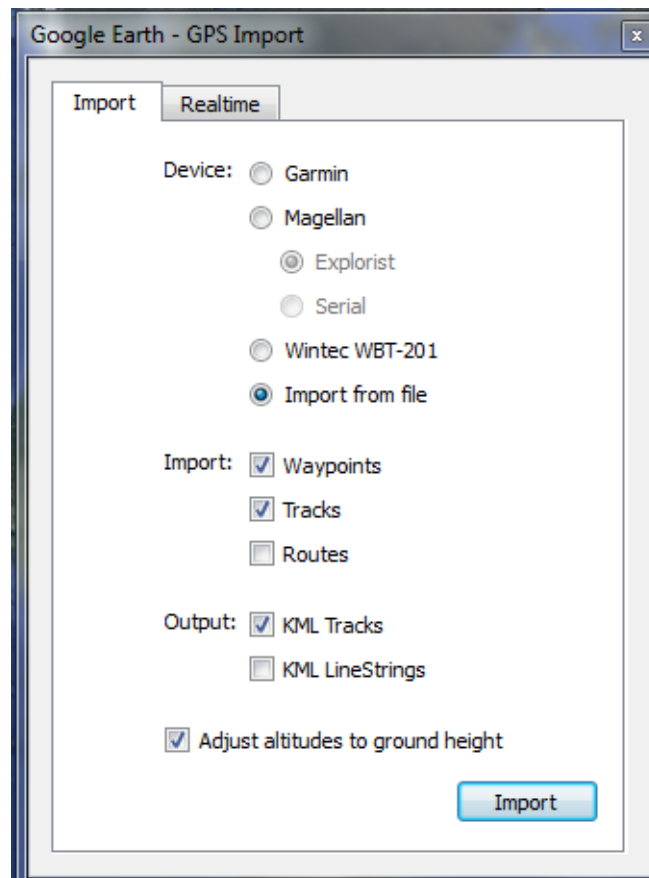 Google Earth - GPS Import
x
Import Realtime
Device: Garmin
Magellan
Explorist
Serial
Wintec WBT-201
Import from file
Import: Waypoints
Tracks
Routes
Output: KML Tracks
KML LineStrings
Adjust altitudes to ground height
Import